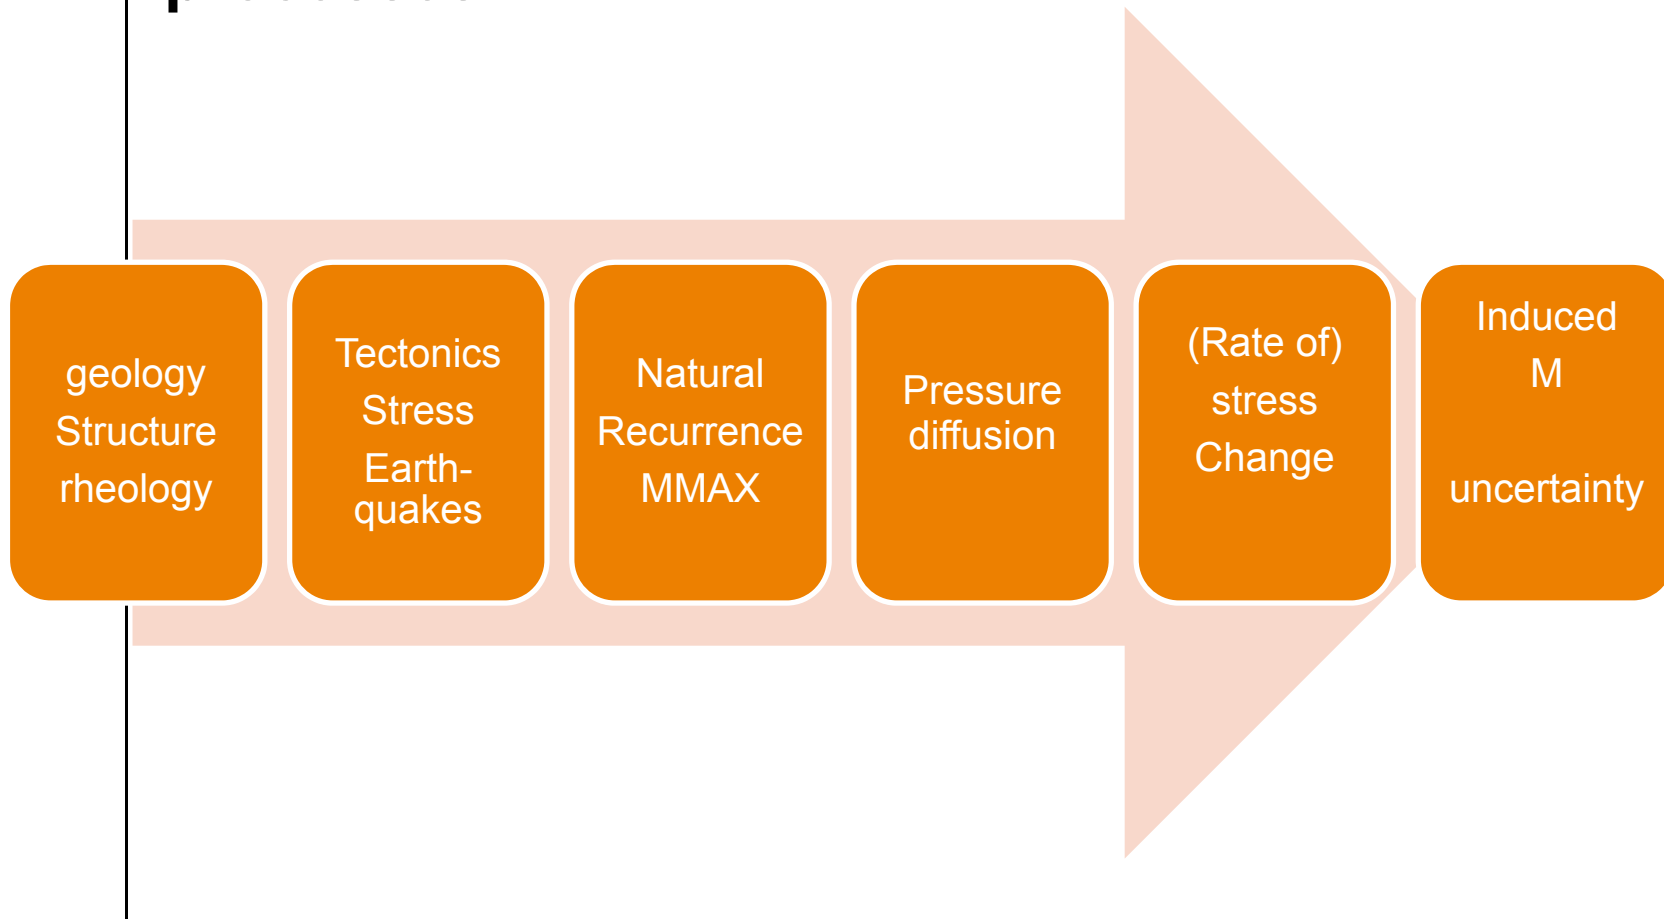 geology
Structure
rheology
Tectonics
Stress
Earth-
quakes
Natural
Recurrence
MMAX
Pressure
diffusion
(Rate of)
stress
Change
Induced
M
uncertainty